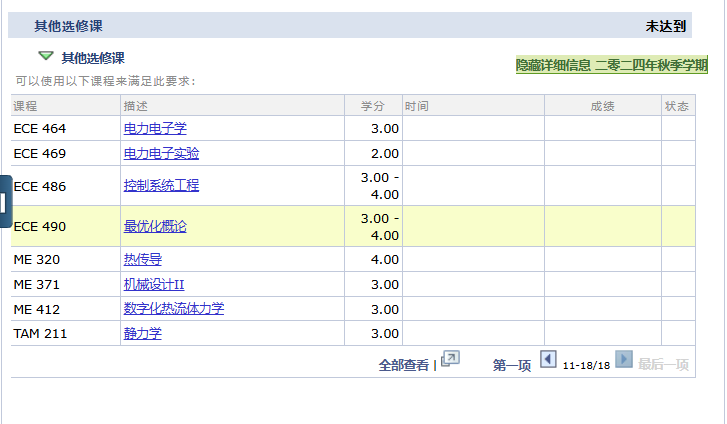 其他选修课 未达到
其他选修课
隐藏详细信息 二零二四年秋季学期
可以使用以下课程来满足此要求:
课程 描述 学分 时间 成绩 状态
ECE 464 电力电子学 3.00
ECE 469 电力电子实验 2.00
ECE 486 控制系统工程 3.00 - 4.00
ECE 490 最优化概论 3.00 - 4.00
ME 320 热传导 4.00
ME 371 机械设计II 3.00
ME 412 数字化热流体力学 3.00
TAM 211 静力学 3.00
全部查看 | 第一项 11-18/18 最后一项